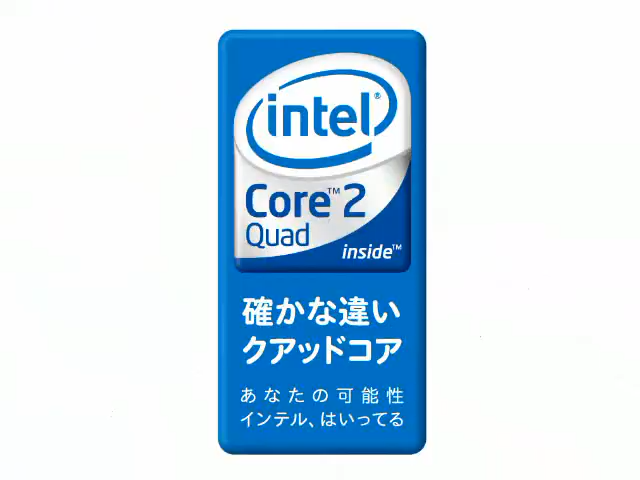 intel®
Core™ 2
Quad
inside™
確かな違い
クアッドコア
あなたの可能性
インテル、はいってる